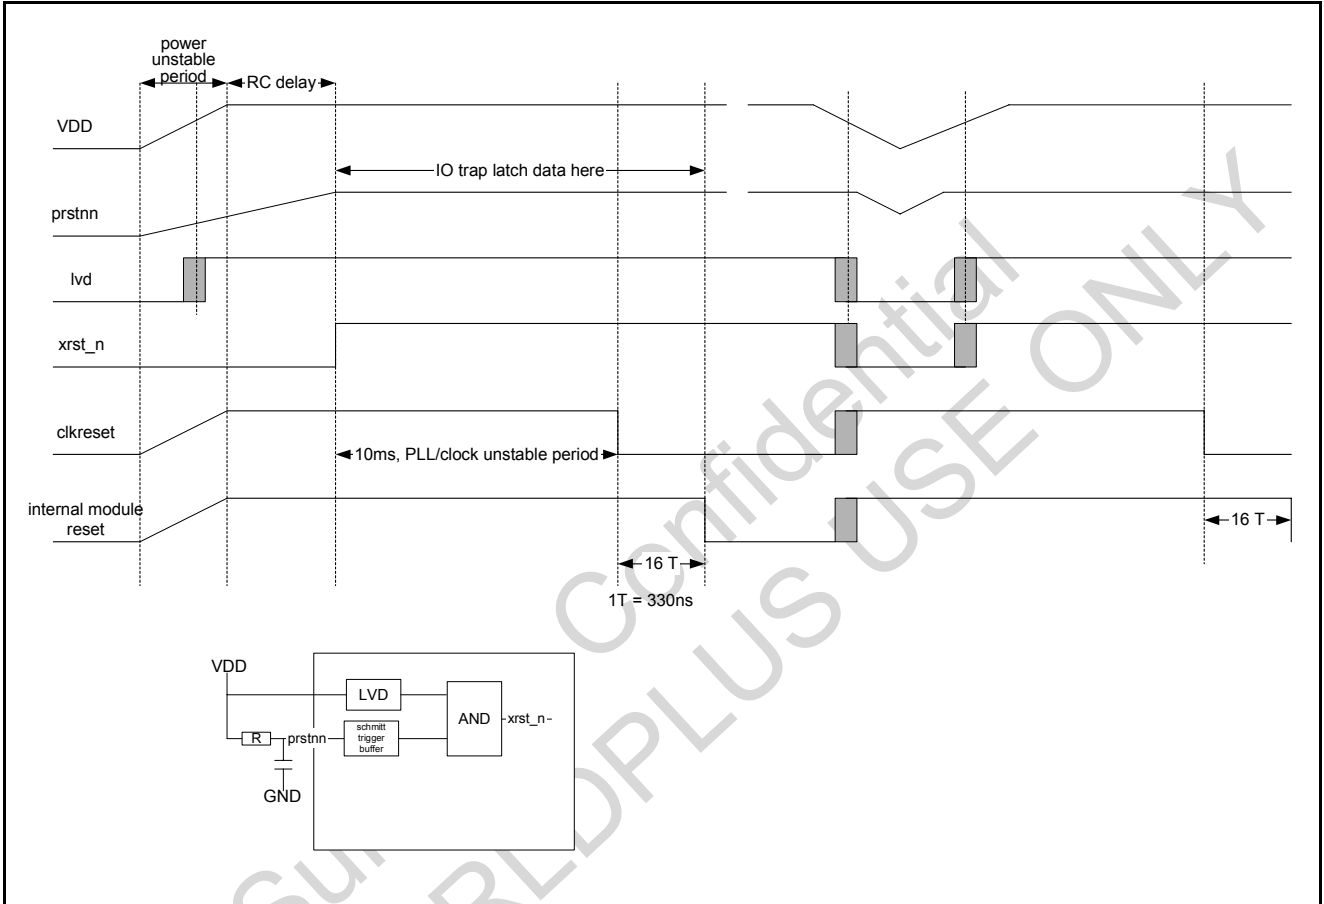 power
unstable
period
RC delay
VDD
IO trap latch data here
prstnn
lvd
xrst_n
clkreset
10ms, PLL/clock unstable period
internal module
reset
16 T
16 T
1T = 330ns
VDD
LVD
AND
xrst_n
R
prstnn
schmitt
trigger
buffer
GND
Confidential
USE ONLY